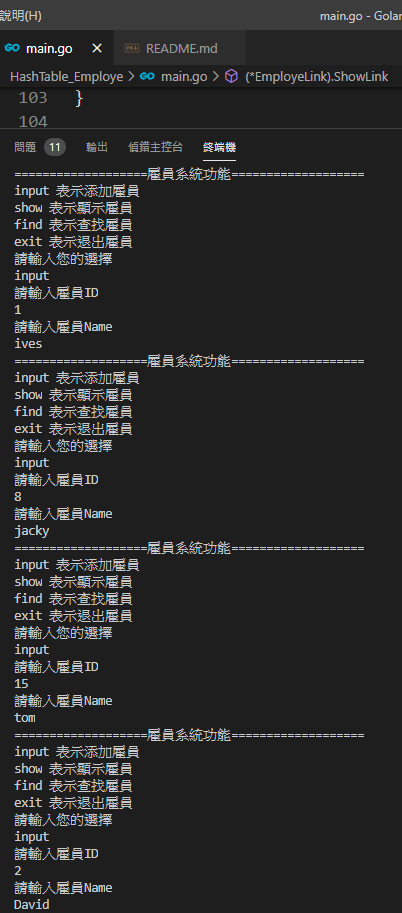 說明(H) main.go - Golan
main.go × README.md
HashTable_Employe > main.go > (*EmployeLink).ShowLink
103 }
104
問題 11 輸出 偵錯主控台 終端機
===================雇員系統功能===================
input 表示添加雇員
show 表示顯示雇員
find 表示查找雇員
exit 表示退出雇員
請輸入您的選擇
input
請輸入雇員ID
1
請輸入雇員Name
ives
===================雇員系統功能===================
input 表示添加雇員
show 表示顯示雇員
find 表示查找雇員
exit 表示退出雇員
請輸入您的選擇
input
請輸入雇員ID
8
請輸入雇員Name
jacky
===================雇員系統功能===================
input 表示添加雇員
show 表示顯示雇員
find 表示查找雇員
exit 表示退出雇員
請輸入您的選擇
input
請輸入雇員ID
15
請輸入雇員Name
tom
===================雇員系統功能===================
input 表示添加雇員
show 表示顯示雇員
find 表示查找雇員
exit 表示退出雇員
請輸入您的選擇
input
請輸入雇員ID
2
請輸入雇員Name
David